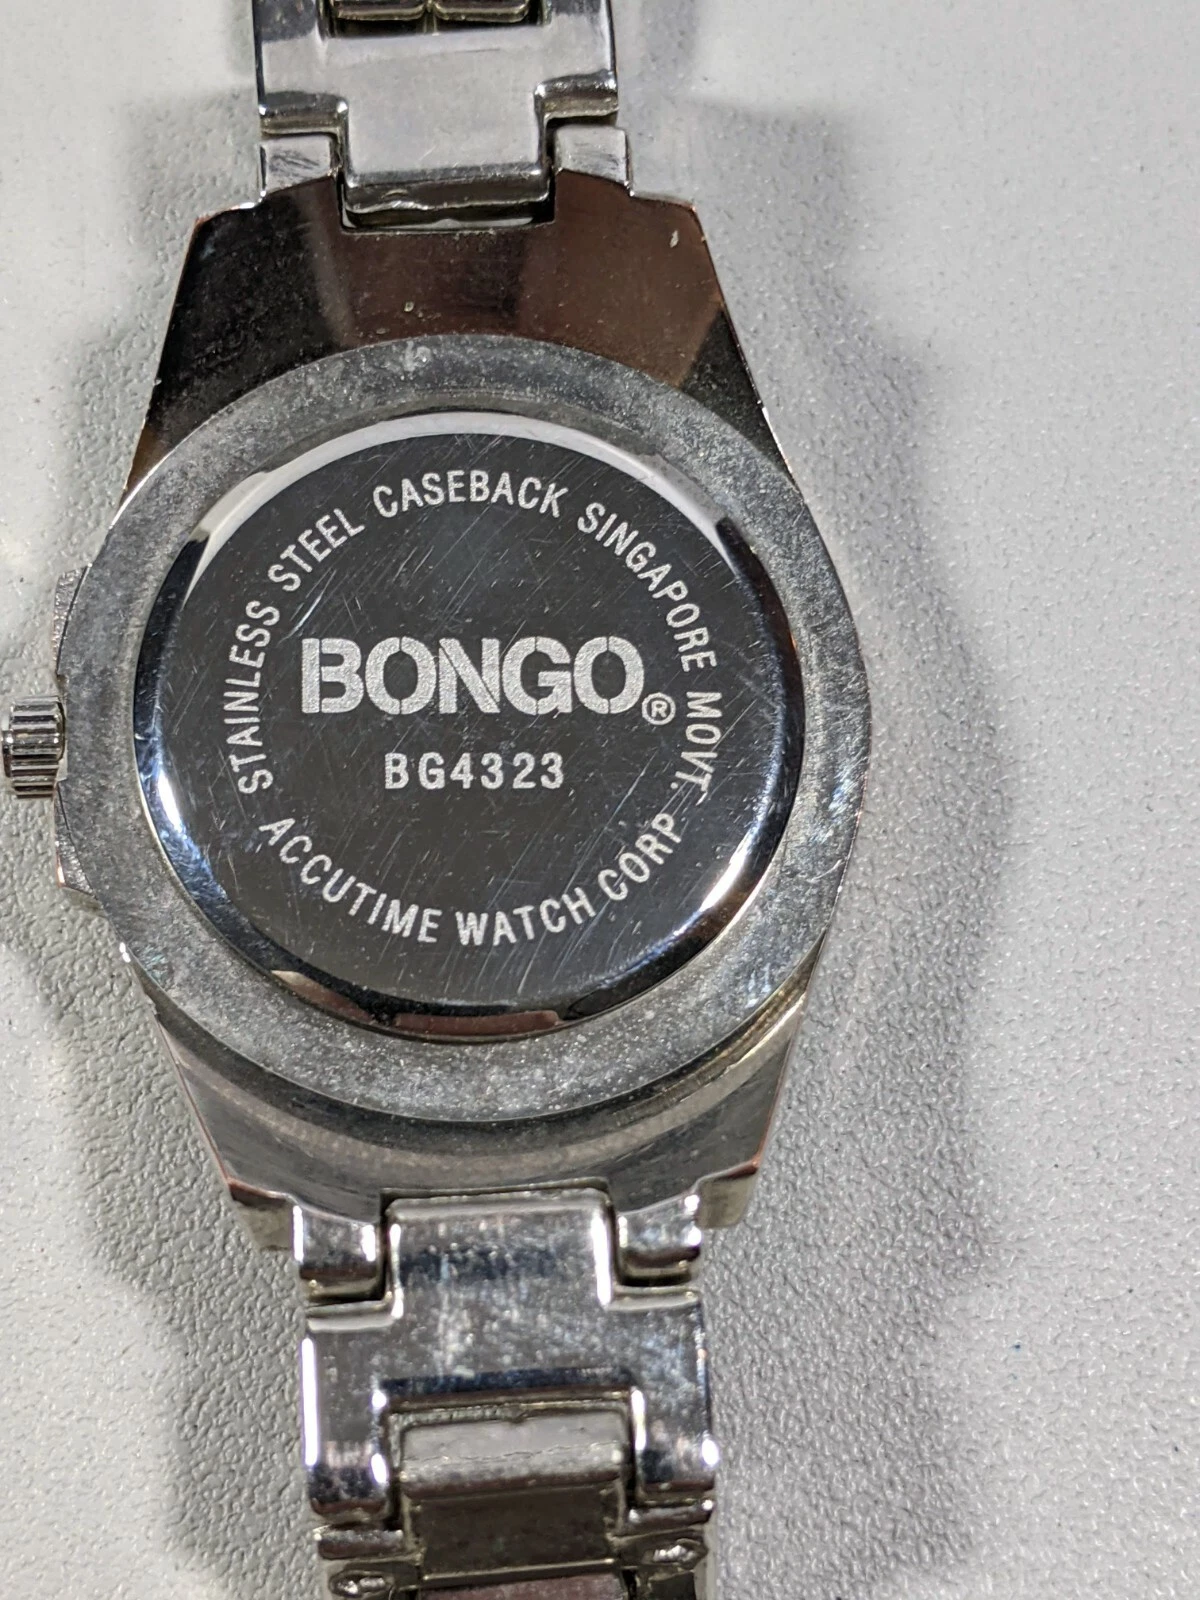 STAINLESS STEEL CASEBACK SINGAPORE MOVT.
BONGO®
BG4323
ACCUTIME WATCH CORP.